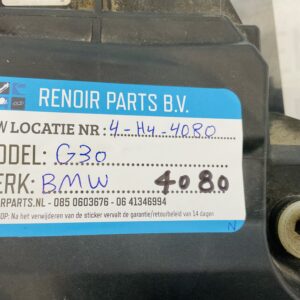 RENOIR PARTS B.V.
W LOCATIE NR: 4-H4-4080
ODEL: G30
ERK: BMW 4080
RPARTS.NL - 085 0603676 - 06 41346994
OP: Na het verwijderen van de sticker vervalt de garantie/retourbeleid van 14 dagen
N